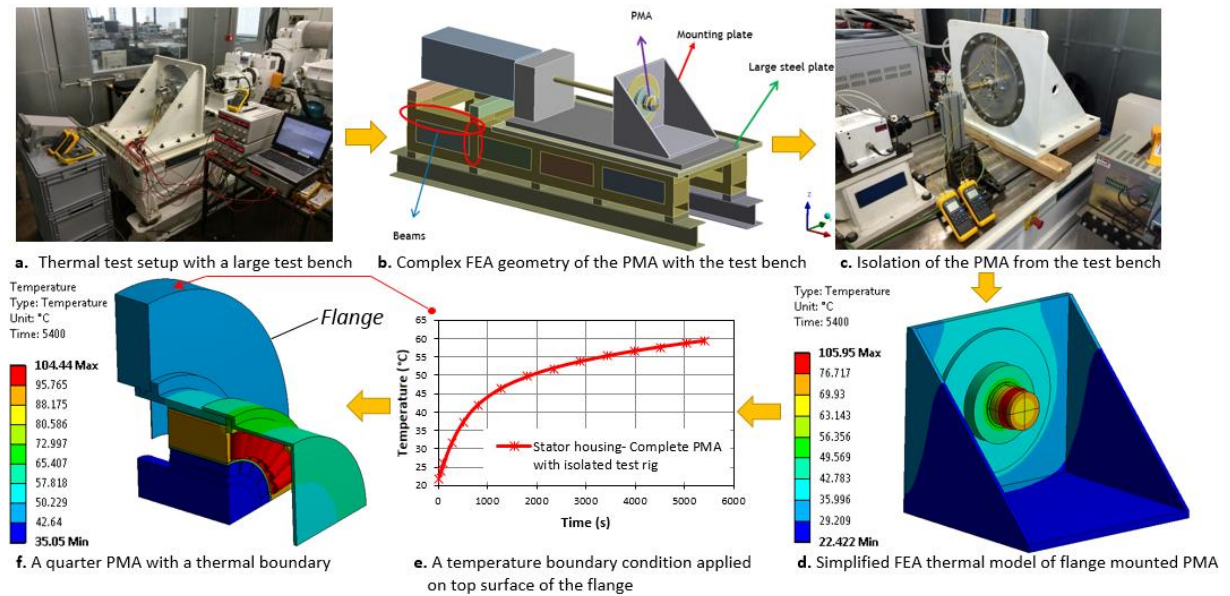 PMA
Mounting plate
Large steel plate
Beams
z
a. Thermal test setup with a large test bench
b. Complex FEA geometry of the PMA with the test bench
c. Isolation of the PMA from the test bench
Temperature
Type: Temperature
Unit: °C
Time: 5400
104.44 Max
95.765
88.175
80.586
72.997
65.407
57.818
50.229
42.64
35.05 Min
Flange
f. A quarter PMA with a thermal boundary
65
60
55
50
45
40
35
30
25
20
Temperature (°C)
Stator housing- Complete PMA
with isolated test rig
0 1000 2000 3000 4000 5000 6000
Time (s)
e. A temperature boundary condition applied
on top surface of the flange
Temperature
Type: Temperature
Unit: °C
Time: 5400
105.95 Max
76.717
69.93
63.143
56.356
49.569
42.783
35.996
29.209
22.422 Min
d. Simplified FEA thermal model of flange mounted PMA